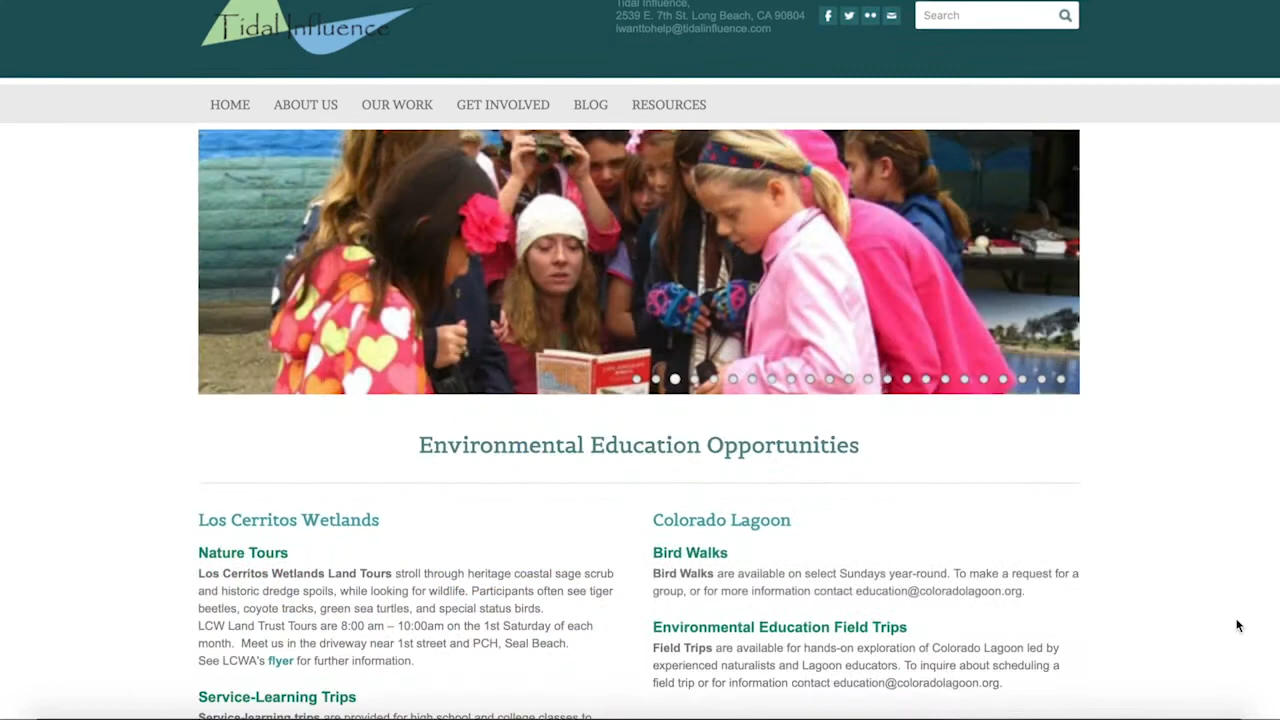 Tidal Influence
Tidal Influence,
2539 E. 7th St. Long Beach, CA 90804
iwanttohelp@tidalinfluence.com
Search
HOME ABOUT US OUR WORK GET INVOLVED BLOG RESOURCES
Environmental Education Opportunities
Los Cerritos Wetlands
Nature Tours
Los Cerritos Wetlands Land Tours stroll through heritage coastal sage scrub
and historic dredge spoils, while looking for wildlife. Participants often see tiger
beetles, coyote tracks, green sea turtles, and special status birds.
LCW Land Trust Tours are 8:00 am – 10:00am on the 1st Saturday of each
month. Meet us in the driveway near 1st street and PCH, Seal Beach.
See LCWA's flyer for further information.
Service-Learning Trips
Service-learning trips are provided for high school and college classes to
Colorado Lagoon
Bird Walks
Bird Walks are available on select Sundays year-round. To make a request for a
group, or for more information contact education@coloradolagoon.org.
Environmental Education Field Trips
Field Trips are available for hands-on exploration of Colorado Lagoon led by
experienced naturalists and Lagoon educators. To inquire about scheduling a
field trip or for information contact education@coloradolagoon.org.